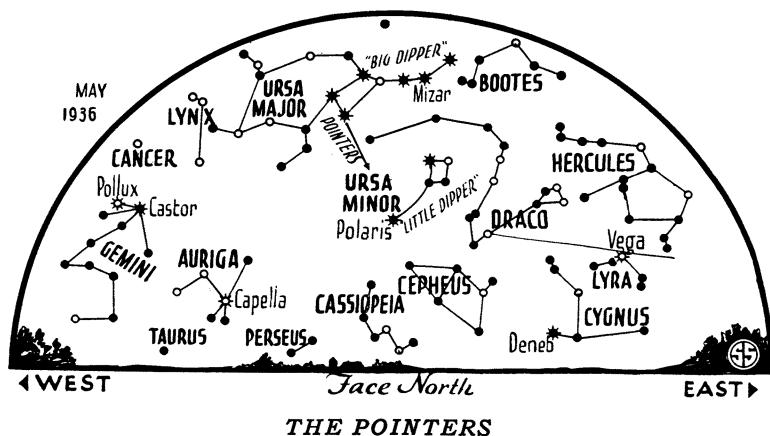 "BIG DIPPER"
MAY
1936
URSA
MAJOR
Mizar
BOOTES
LYNX
POINTERS
CANCER
HERCULES
Pollux
Castor
URSA
MINOR
"LITTLE DIPPER"
Polaris
DRACO
GEMINI
AURIGA
Vega
LYRA
Capella
CASSIOPEIA
CEPHEUS
CYGNUS
TAURUS
PERSEUS
Deneb
WEST
Face North
EAST
THE POINTERS